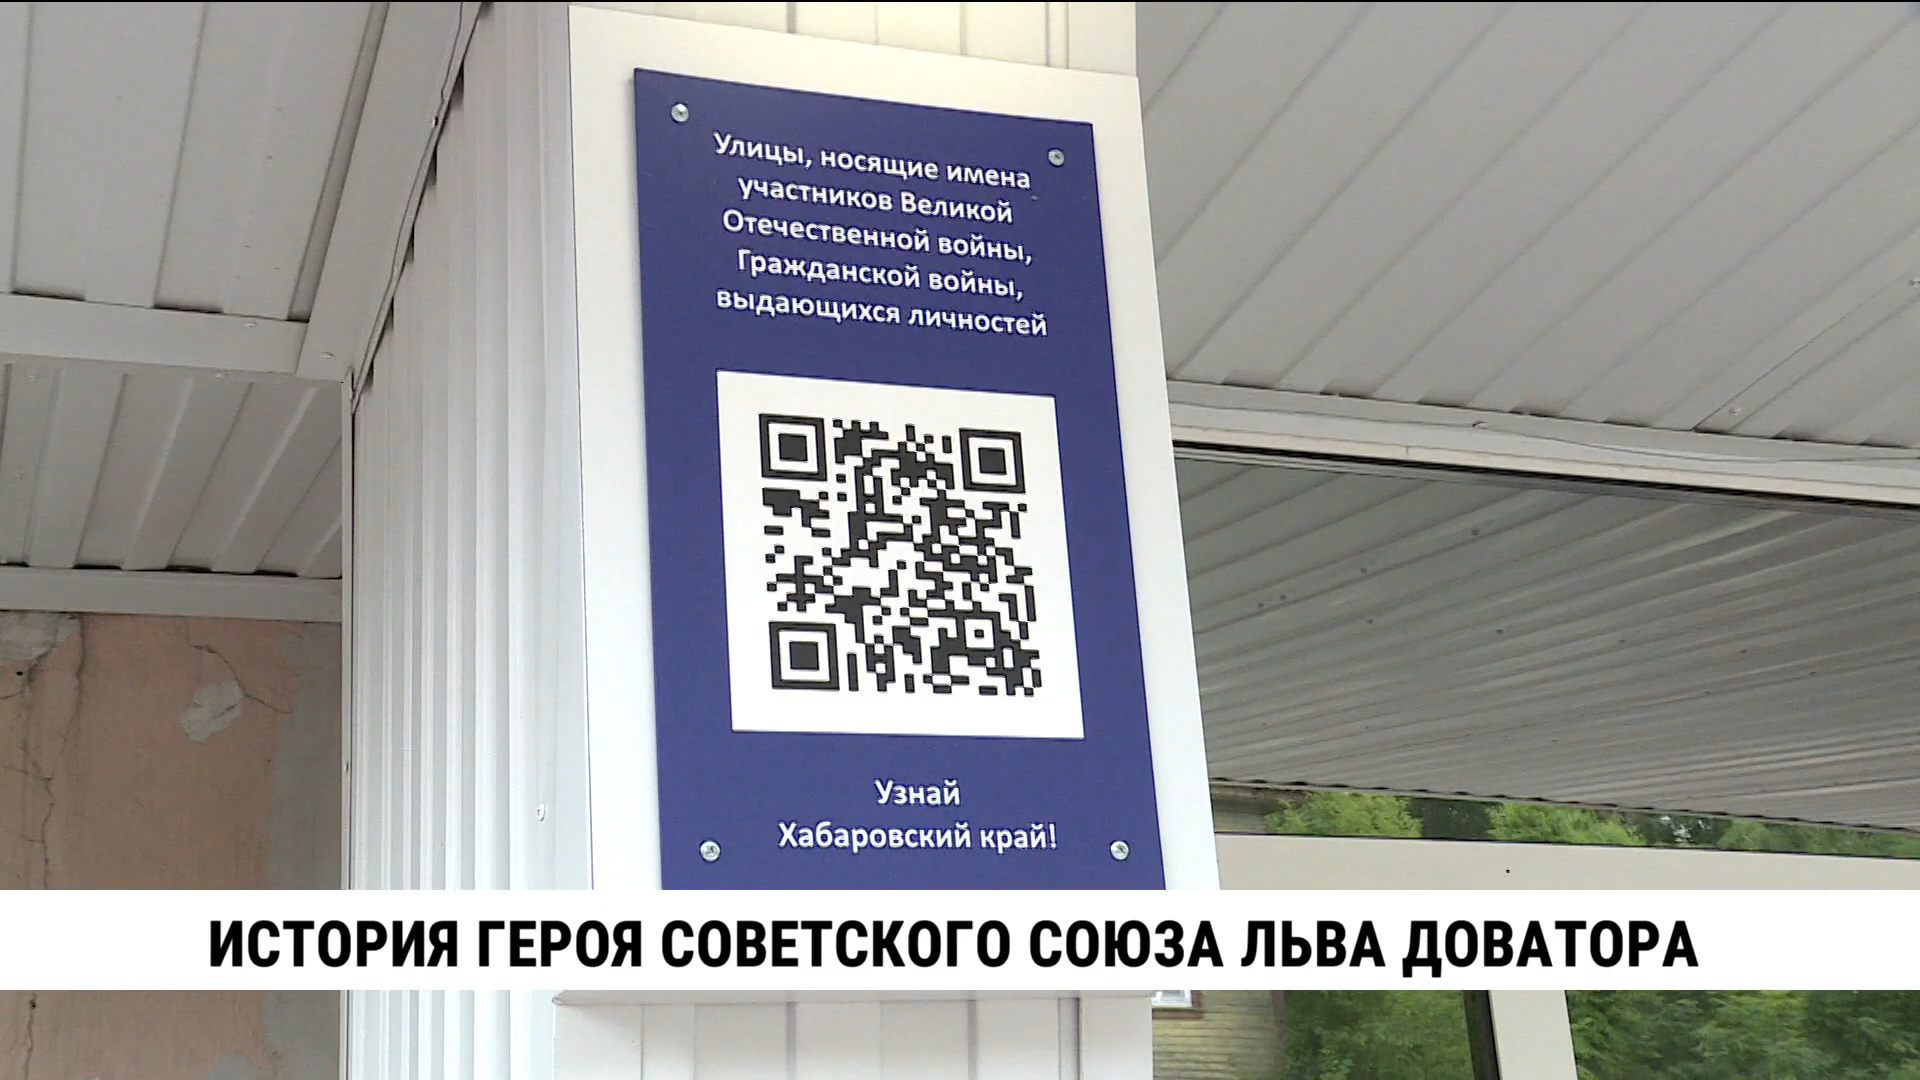 Улицы, носящие имена
участников Великой
Отечественной войны,
Гражданской войны,
выдающихся личностей
Узнай
Хабаровский край!
ИСТОРИЯ ГЕРОЯ СОВЕТСКОГО СОЮЗА ЛЬВА ДОВАТОРА